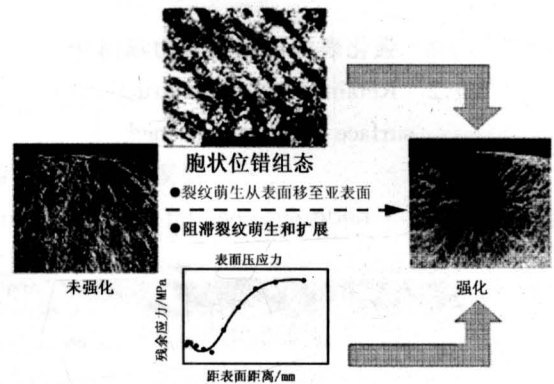 胞状位错组态
●裂纹萌生从表面移至亚表面
●阻滞裂纹萌生和扩展
未强化
强化
表面压应力
残余应力/MPa
距表面距离/mm